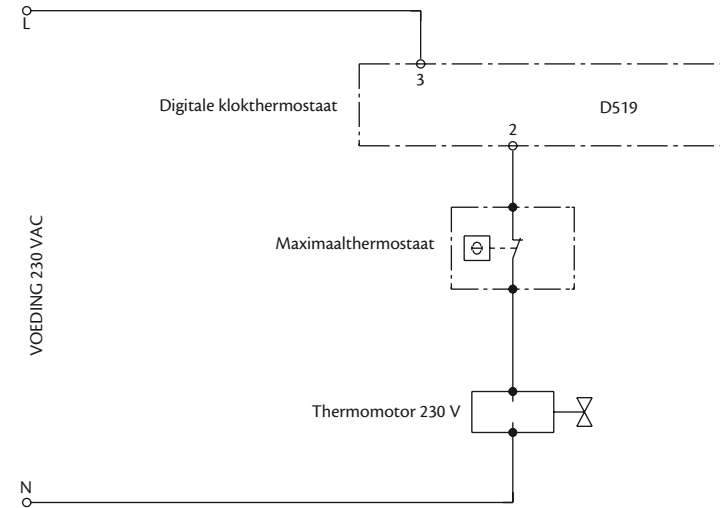 L
3
Digitale klokthermostaat
D519
2
Maximaalthermostaat
VOEDING 230 VAC
Thermomotor 230 V
N